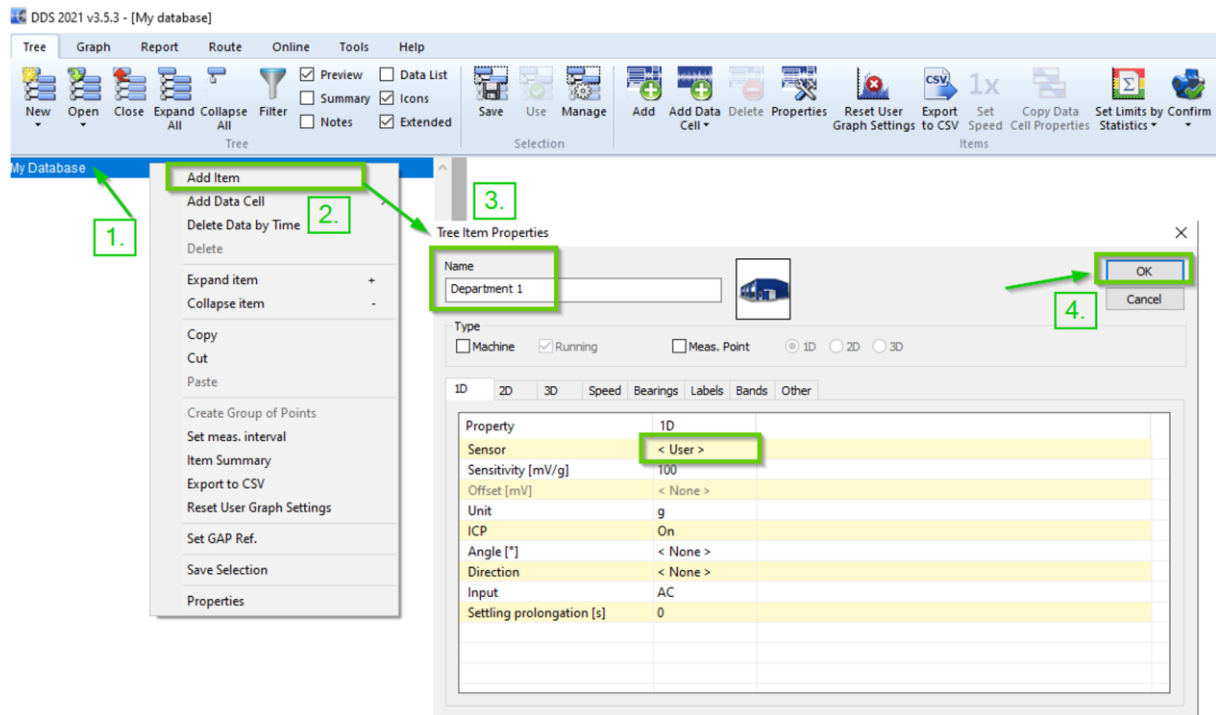 DDS 2021 v3.5.3 - [My database]
Tree Graph Report Route Online Tools Help
New Open Close Expand All Collapse All Filter
Preview Data List
Summary Icons
Notes Extended
Save Use Manage
Add Add Data Cell Delete Properties Reset User Graph Settings Export to CSV Set Speed Copy Data Cell Properties Set Limits by Statistics Confirm
CSV 1x Σ
Tree Selection Items
My Database
1.
Add Item
Add Data Cell
2.
Delete Data by Time
Delete
Expand item +
Collapse item -
Copy
Cut
Paste
Create Group of Points
Set meas. interval
Item Summary
Export to CSV
Reset User Graph Settings
Set GAP Ref.
Save Selection
Properties
3.
Tree Item Properties
Name
Department 1
OK
Cancel
4.
Type
Machine Running Meas. Point 1D 2D 3D
1D 2D 3D Speed Bearings Labels Bands Other
Property 1D
Sensor < User >
Sensitivity [mV/g] 100
Offset [mV] < None >
Unit g
ICP On
Angle [°] < None >
Direction < None >
Input AC
Settling prolongation [s] 0